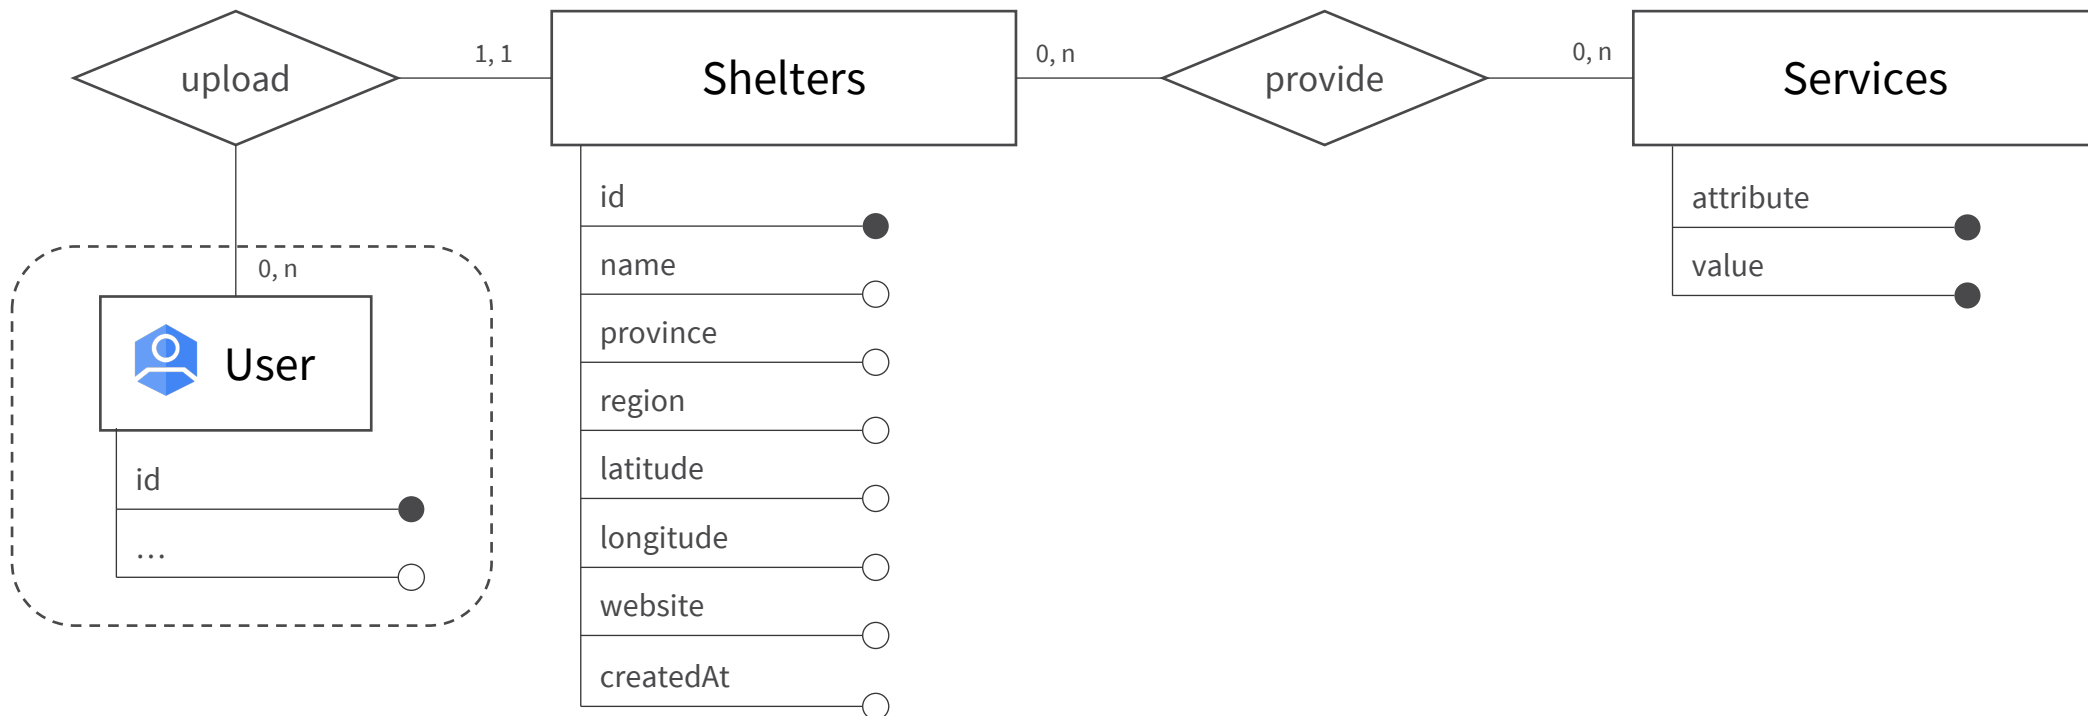 upload
1, 1
Shelters
0, n
provide
0, n
Services
0, n
User
id
...
id
name
province
region
latitude
longitude
website
createdAt
attribute
value